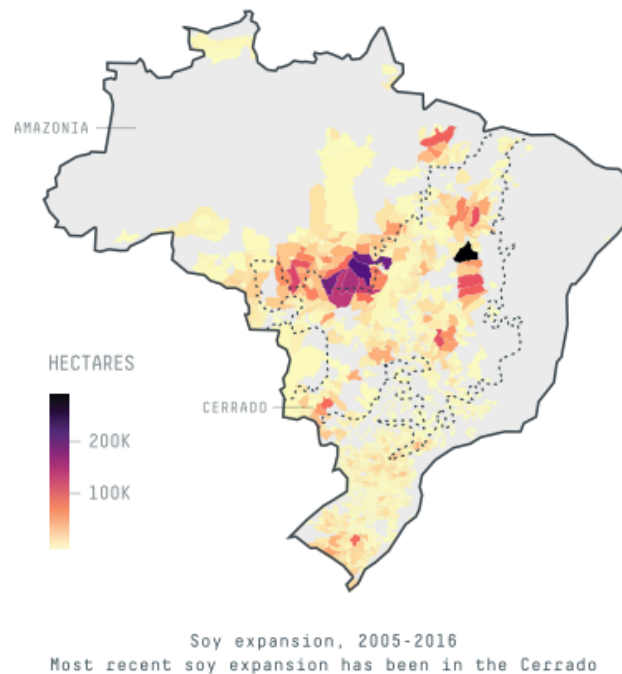 AMAZONIA
HECTARES
CERRADO
200K
100K
Soy expansion, 2005-2016
Most recent soy expansion has been in the Cerrado